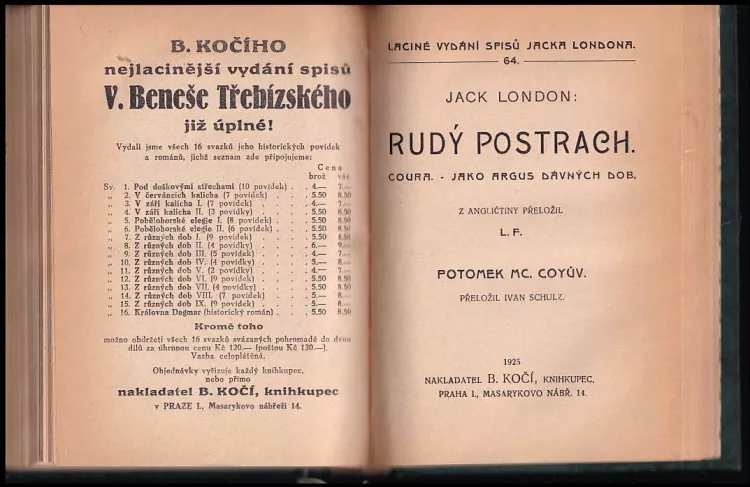 B. KOČÍHO
nejlacinější vydání spisů
V. Beneše Třebízského
již úplné!
Vydali jsme všech 16 svazků jeho historických povídek
a románů, jichž seznam zde připojujeme:
Cena
brož váz
Sv. 1. Pod doškovými střechami (10 povídek) . . 4.— 7.—
„ 2. V červáncích kalicha (7 povídek) . . . 5.50 8.50
„ 3. V záři kalicha I. (7 povídek) . . . 4.— 7.—
„ 4. V záři kalicha II. (3 povídky) . . . 5.50 8.50
„ 5. Pobělohorské elegie I. (8 povídek) . . . 5.50 8.50
„ 6. Pobělohorské elegie II. (6 povídek) . . . 5.50 8.50
„ 7. Z různých dob I. (9 povídek) . . . 5.50 8.50
„ 8. Z různých dob II. (4 povídky) . . . 6.— 9.—
„ 9. Z různých dob III. (5 povídek) . . . 4.— 7.—
„ 10. Z různých dob IV. (4 povídky) . . . 5.— 8.—
„ 11. Z různých dob V. (2 povídky) . . . 4.— 7.—
„ 12. Z různých dob VI. (9 povídek) . . . 5.50 8.50
„ 13. Z různých dob VII. (4 povídky) . . . 5.50 8.50
„ 14. Z různých dob VIII. (7 povídek) . . . 5.— 8.—
„ 15. Z různých dob IX. (9 povídek) . . . 5.— 8.—
„ 16. Královna Dagmar (historický román) . . 5.50 8.50
Kromě toho
možno obdržeti všech 16 svazků svázaných pohromadě do dvou
dílů za úhrnnou cenu Kč 120.— (poštou Kč 130.—).
Vazba celoplátěná.
Objednávky vyřizuje každý knihkupec,
nebo přímo
nakladatel B. KOČÍ, knihkupec
v PRAZE I., Masarykovo nábřeží 14.
LACINÉ VYDÁNÍ SPISŮ JACKA LONDONA.
64.
JACK LONDON:
RUDÝ POSTRACH.
COURA. - JAKO ARGUS DÁVNÝCH DOB.
Z ANGLIČTINY PŘELOŽIL
L. F.
POTOMEK MC. COYŮV.
PŘELOŽIL IVAN SCHULZ.
1925
NAKLADATEL B. KOČÍ, KNIHKUPEC,
PRAHA I., MASARYKOVO NÁBŘ. 14.